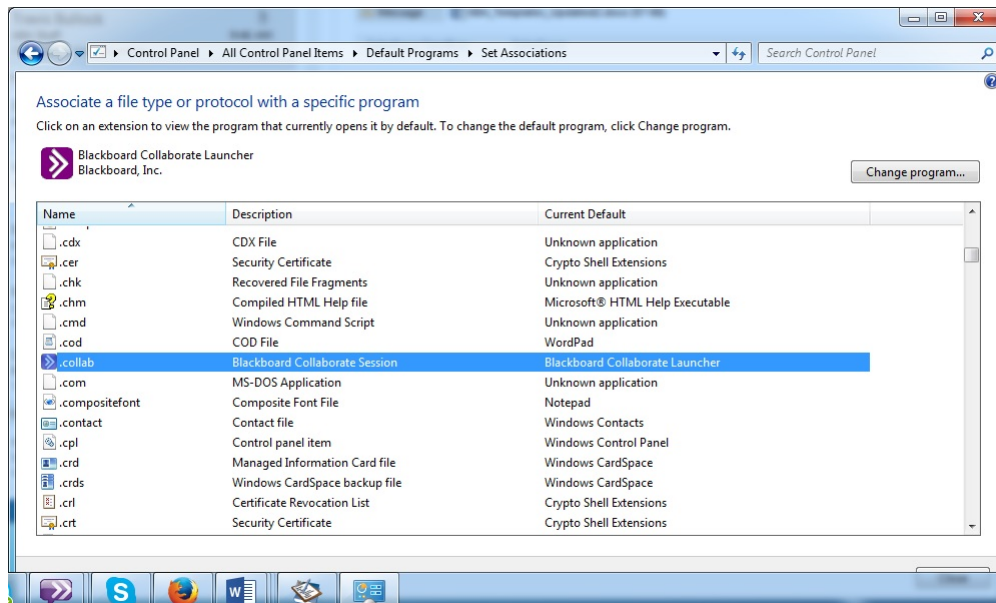 Control Panel ▸ All Control Panel Items ▸ Default Programs ▸ Set Associations Search Control Panel
Associate a file type or protocol with a specific program
Click on an extension to view the program that currently opens it by default. To change the default program, click Change program.
Blackboard Collaborate Launcher
Blackboard, Inc.
Change program...
Name Description Current Default
.cdx CDX File Unknown application
.cer Security Certificate Crypto Shell Extensions
.chk Recovered File Fragments Unknown application
.chm Compiled HTML Help file Microsoft® HTML Help Executable
.cmd Windows Command Script Unknown application
.cod COD File WordPad
.collab Blackboard Collaborate Session Blackboard Collaborate Launcher
.com MS-DOS Application Unknown application
.compositefont Composite Font File Notepad
.contact Contact file Windows Contacts
.cpl Control panel item Windows Control Panel
.crd Managed Information Card file Windows CardSpace
.crds Windows CardSpace backup file Windows CardSpace
.crl Certificate Revocation List Crypto Shell Extensions
.crt Security Certificate Crypto Shell Extensions